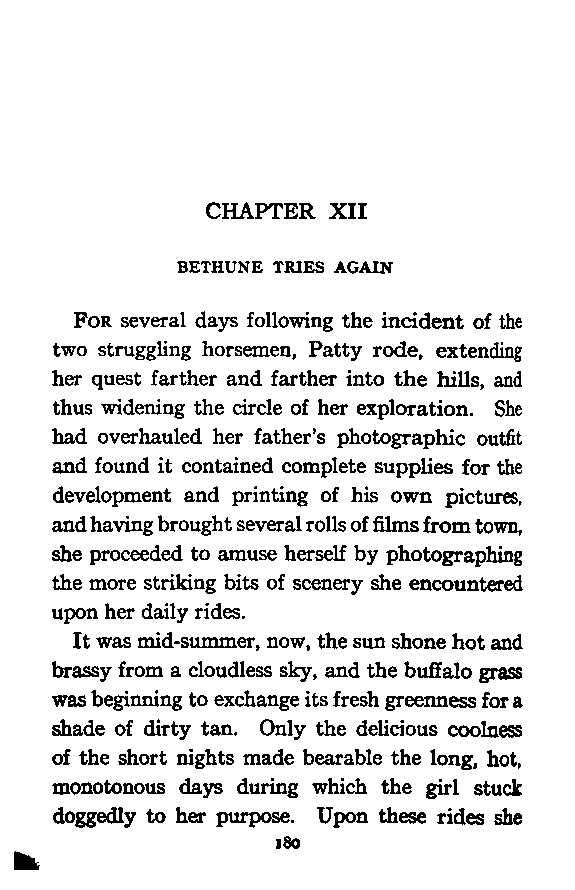 CHAPTER XII
BETHUNE TRIES AGAIN
FOR several days following the incident of the
two struggling horsemen, Patty rode, extending
her quest farther and farther into the hills, and
thus widening the circle of her exploration. She
had overhauled her father's photographic outfit
and found it contained complete supplies for the
development and printing of his own pictures,
and having brought several rolls of films from town,
she proceeded to amuse herself by photographing
the more striking bits of scenery she encountered
upon her daily rides.
It was mid-summer, now, the sun shone hot and
brassy from a cloudless sky, and the buffalo grass
was beginning to exchange its fresh greenness for a
shade of dirty tan. Only the delicious coolness
of the short nights made bearable the long, hot,
monotonous days during which the girl stuck
doggedly to her purpose. Upon these rides she
180